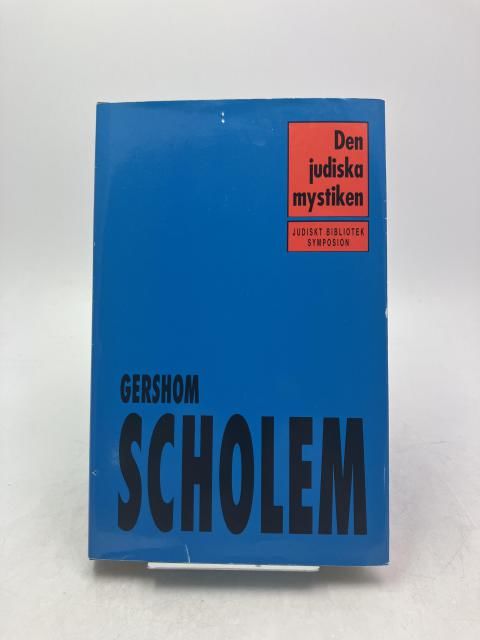 Den
judiska
mystiken
JUDISKT BIBLIOTEK
SYMPOSION
GERSHOM
SCHOLEM